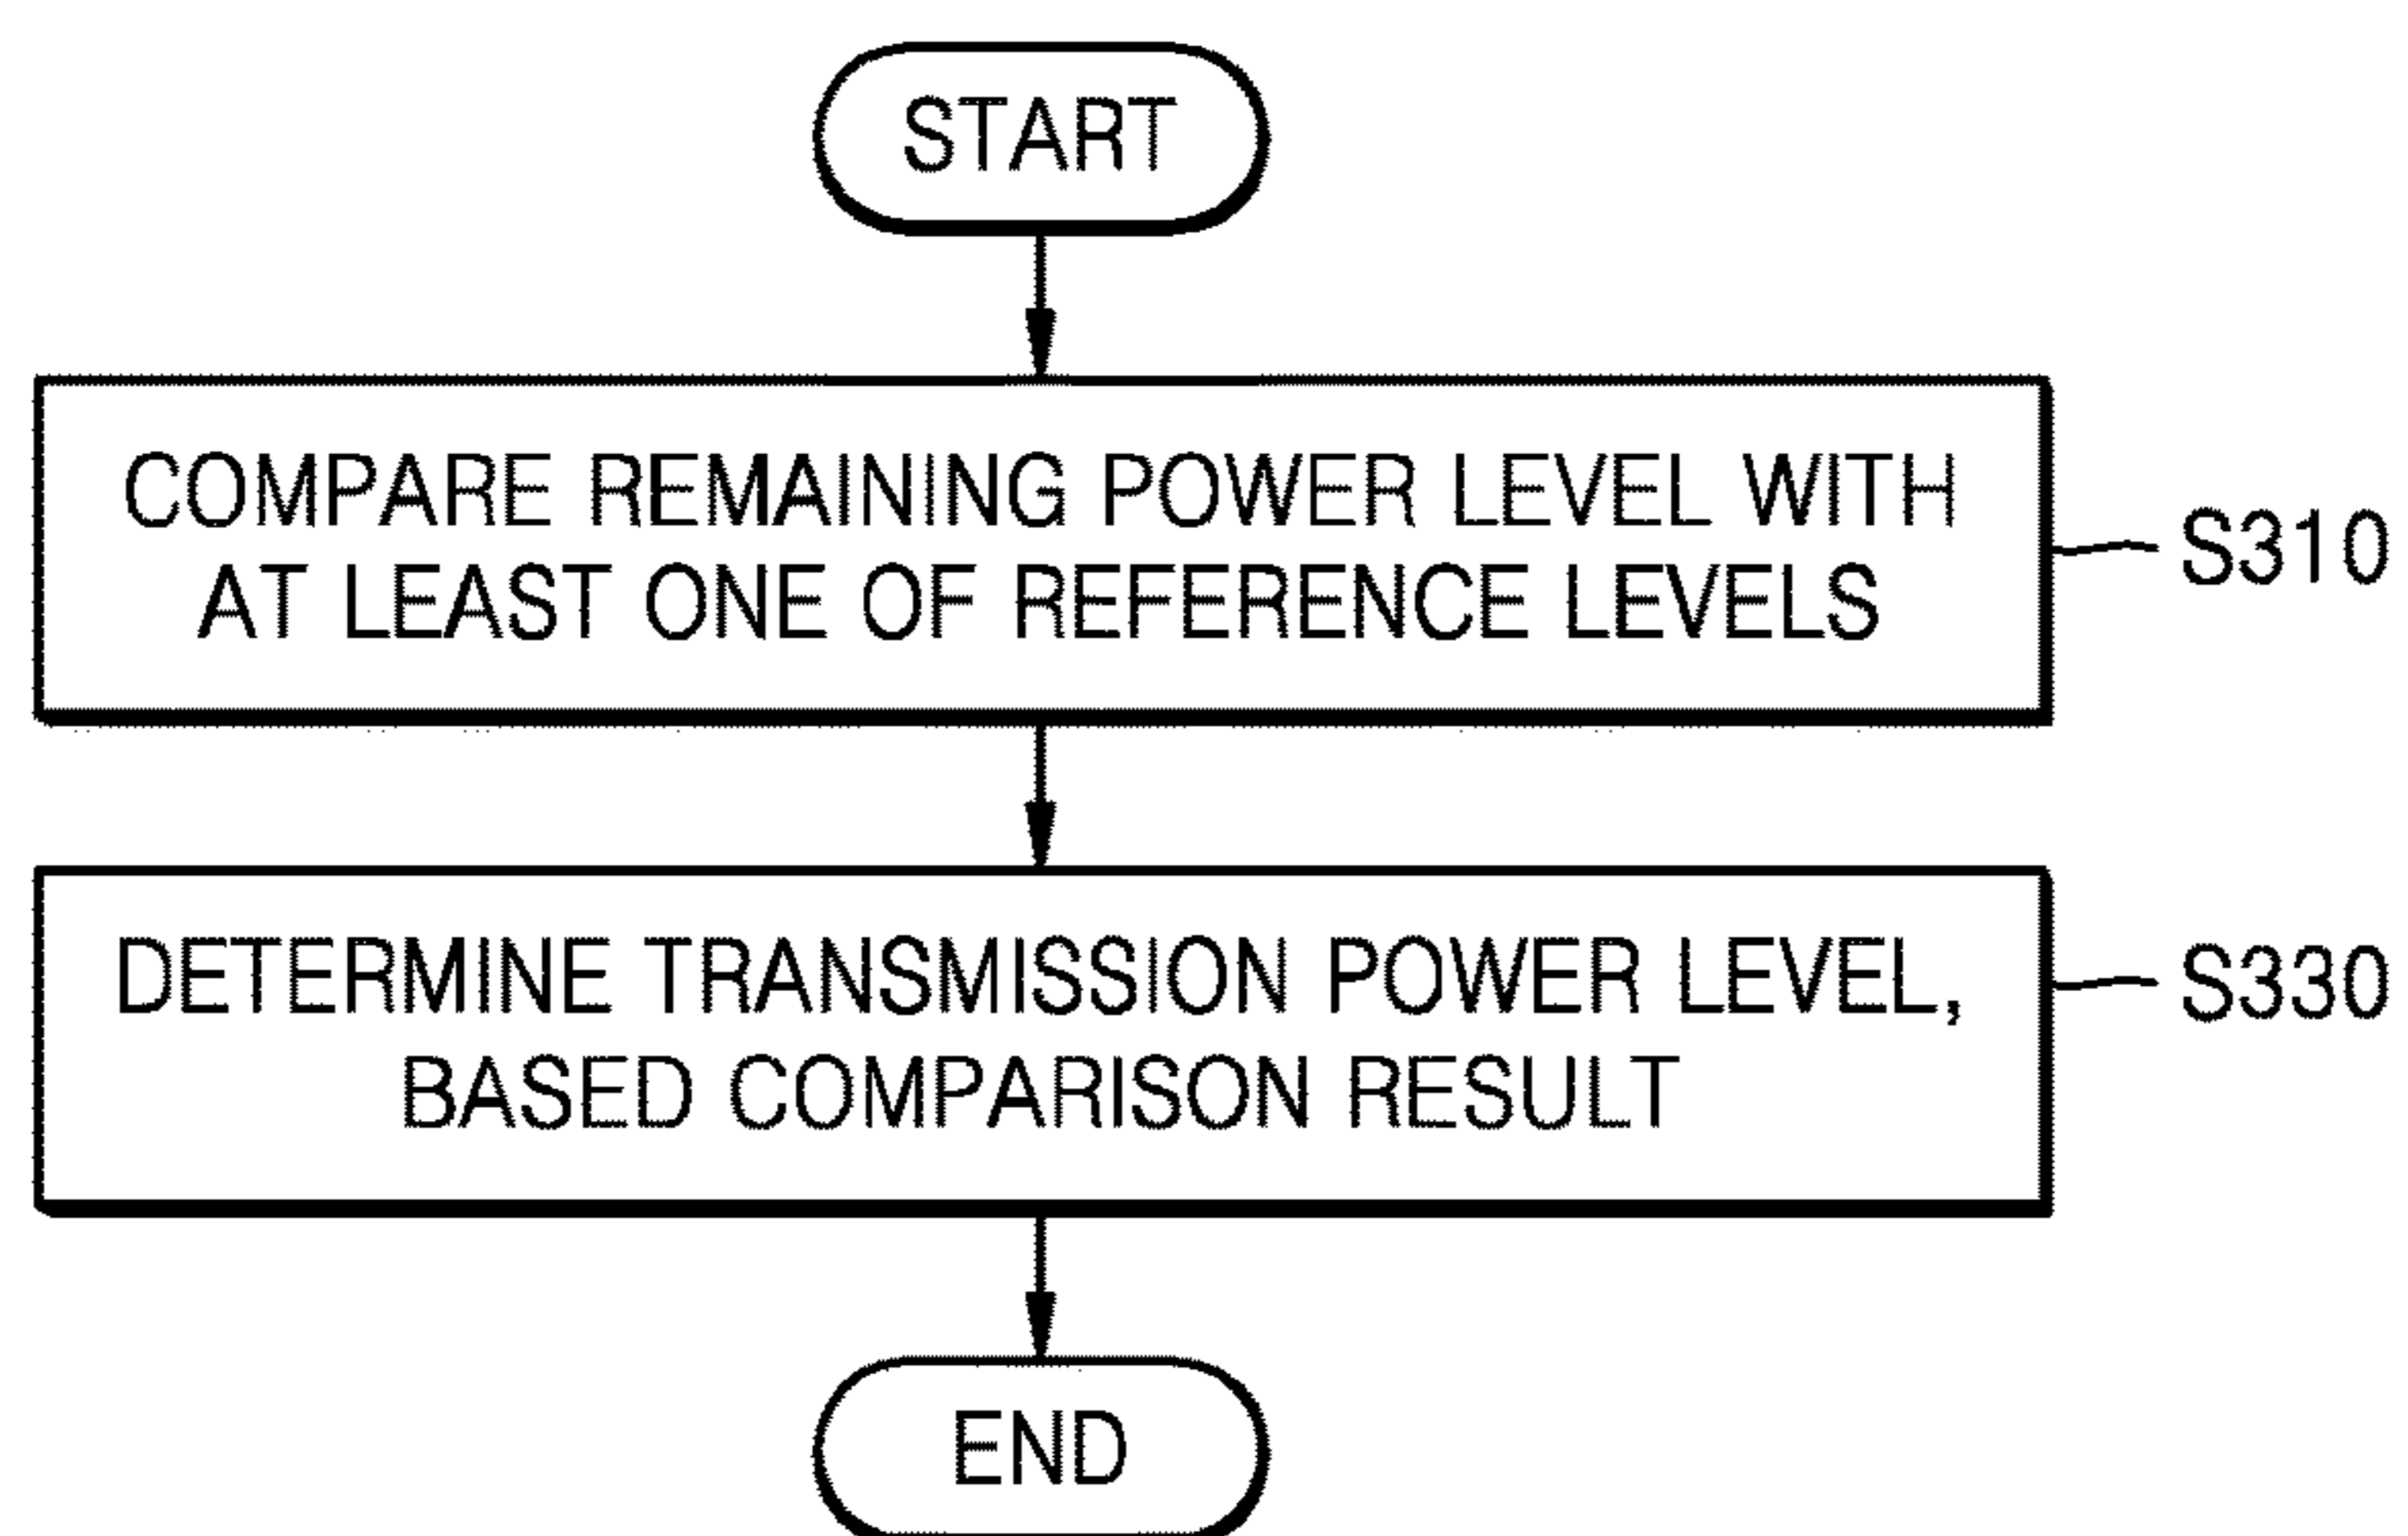 START
COMPARE REMAINING POWER LEVEL WITH
AT LEAST ONE OF REFERENCE LEVELS
S310
DETERMINE TRANSMISSION POWER LEVEL,
BASED COMPARISON RESULT
S330
END